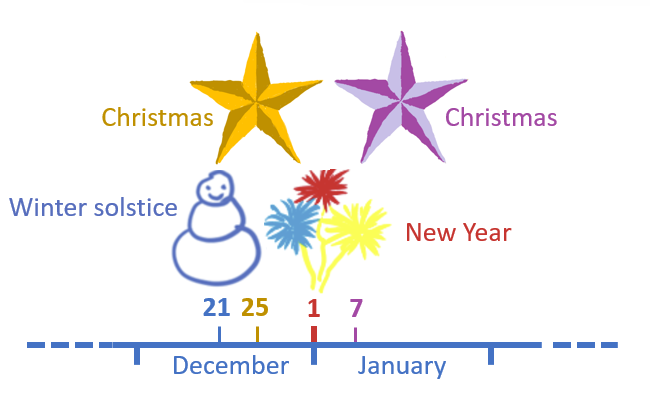 Christmas
Christmas
Winter solstice
New Year
21 25 1 7
December January